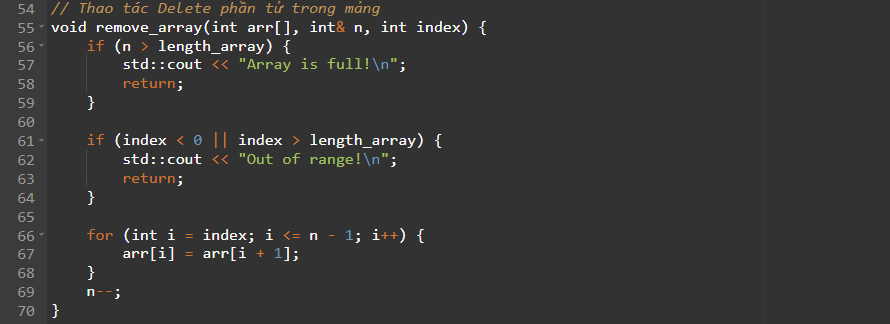 54 // Thao tác Delete phần tử trong mảng
55 void remove_array(int arr[], int& n, int index) {
56     if (n > length_array) {
57         std::cout << "Array is full!\n";
58         return;
59     }
60
61     if (index < 0 || index > length_array) {
62         std::cout << "Out of range!\n";
63         return;
64     }
65
66     for (int i = index; i <= n - 1; i++) {
67         arr[i] = arr[i + 1];
68     }
69     n--;
70 }